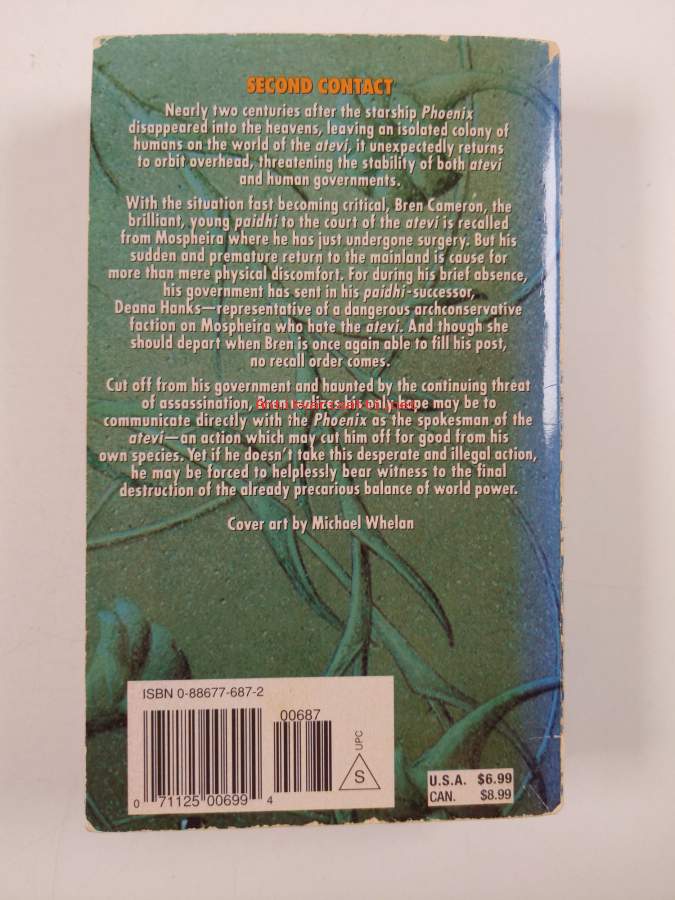 SECOND CONTACT
Nearly two centuries after the starship Phoenix
disappeared into the heavens, leaving an isolated colony of
humans on the world of the atevi, it unexpectedly returns
to orbit overhead, threatening the stability of both atevi
and human governments.
With the situation fast becoming critical, Bren Cameron, the
brilliant, young paidhi to the court of the atevi is recalled
from Mospheira where he has just undergone surgery. But his
sudden and premature return to the mainland is cause for
more than mere physical discomfort. For during his brief absence,
his government has sent in his paidhi-successor,
Deana Hanks—representative of a dangerous archconservative
faction on Mospheira who hate the atevi. And though she
should depart when Bren is once again able to fill his post,
no recall order comes.
Cut off from his government and haunted by the continuing threat
of assassination, Bren realizes his only hope may be to
communicate directly with the Phoenix as the spokesman of the
atevi—an action which may cut him off for good from his
own species. Yet if he doesn't take this desperate and illegal action,
he may be forced to helplessly bear witness to the final
destruction of the already precarious balance of world power.
Cover art by Michael Whelan
ISBN 0-88677-687-2
00687
0 71125 00699 4
UPC
S
U.S.A. $6.99
CAN. $8.99